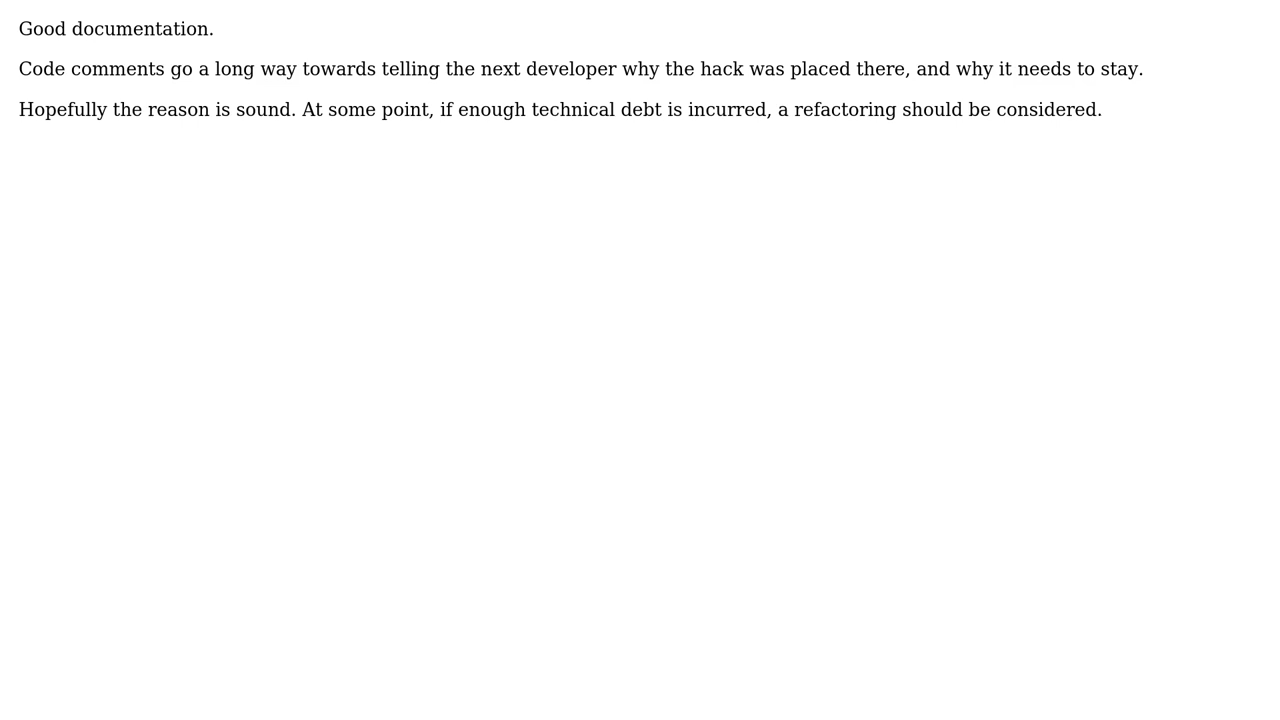 Good documentation.
Code comments go a long way towards telling the next developer why the hack was placed there, and why it needs to stay.
Hopefully the reason is sound. At some point, if enough technical debt is incurred, a refactoring should be considered.